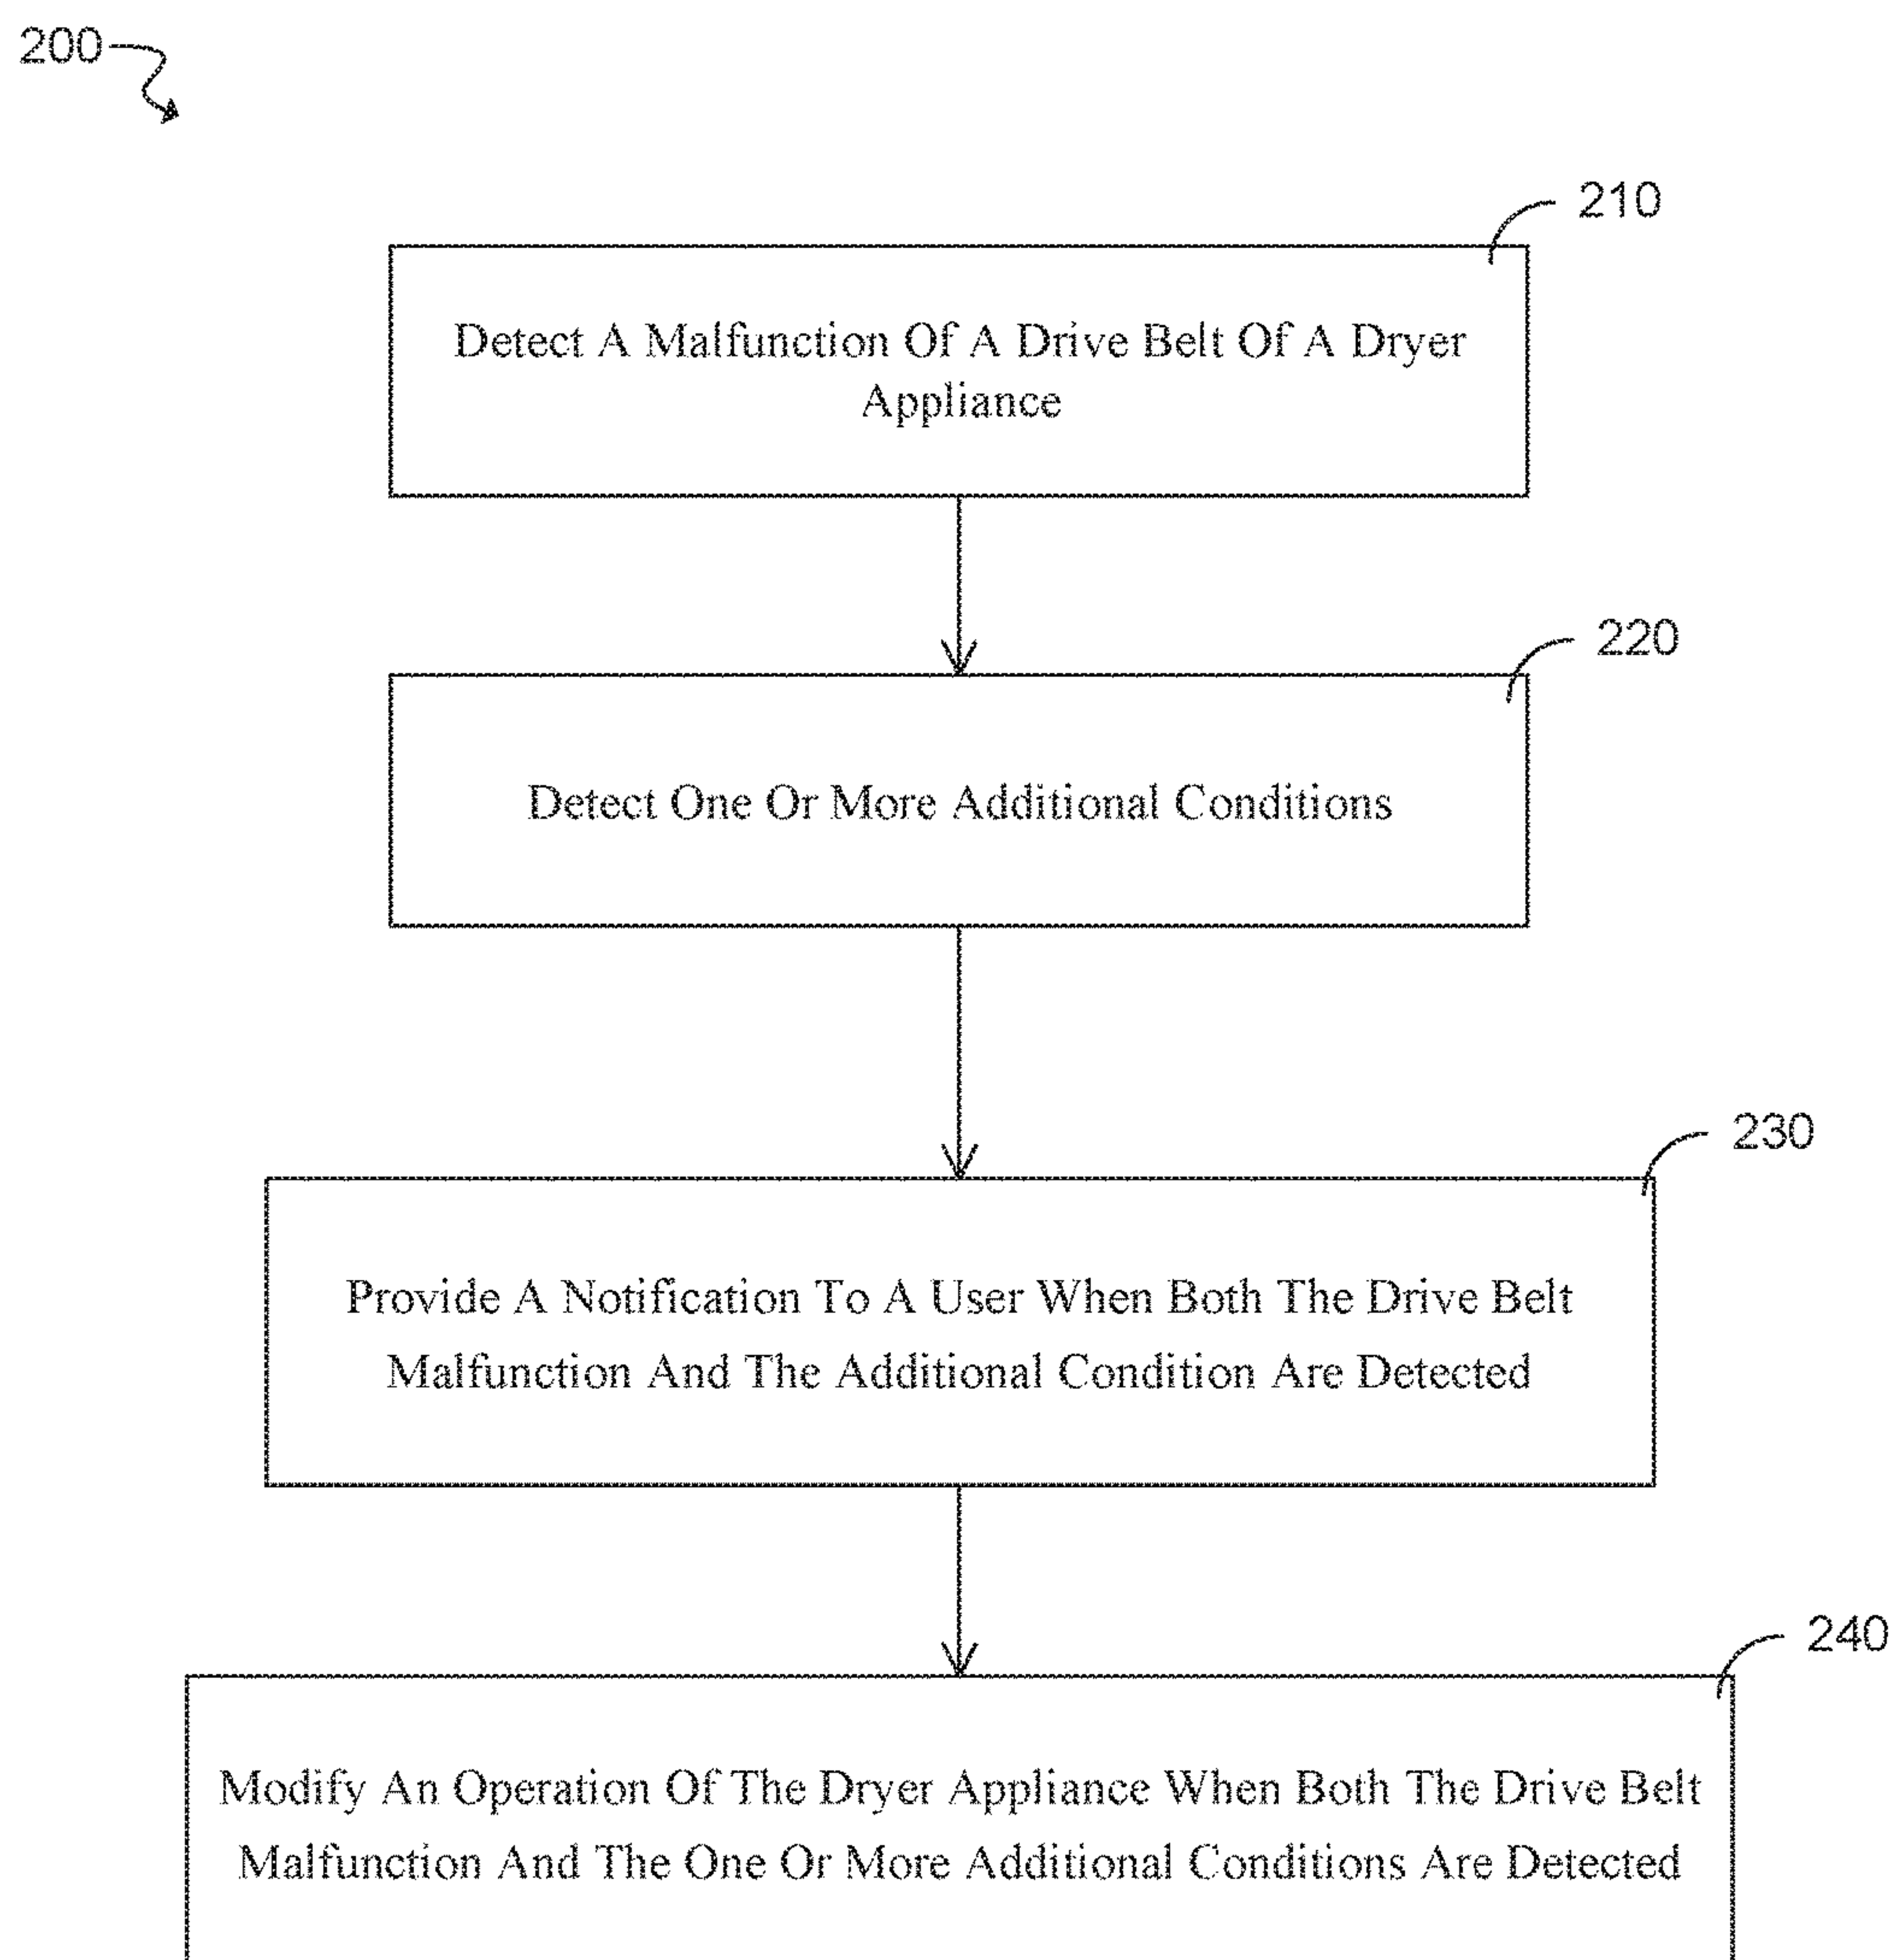 200
210
Detect A Malfunction Of A Drive Belt Of A Dryer
Appliance
220
Detect One Or More Additional Conditions
230
Provide A Notification To A User When Both The Drive Belt
Malfunction And The Additional Condition Are Detected
240
Modify An Operation Of The Dryer Appliance When Both The Drive Belt
Malfunction And The One Or More Additional Conditions Are Detected